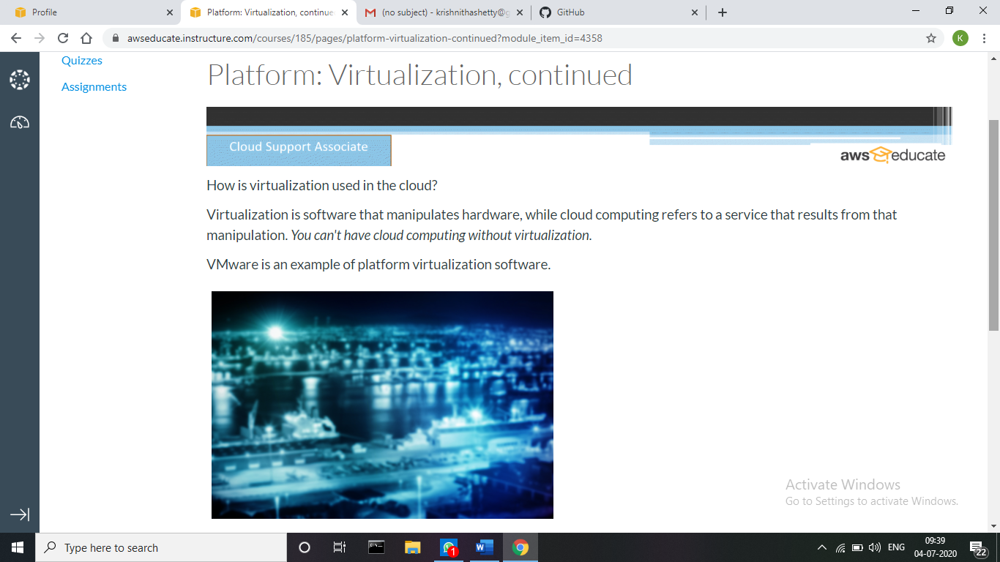 Profile
Platform: Virtualization, continue
(no subject) - krishnithashetty@g
GitHub
awseducate.instructure.com/courses/185/pages/platform-virtualization-continued?module_item_id=4358
K
Quizzes
Assignments
Platform: Virtualization, continued
Cloud Support Associate
aws educate
How is virtualization used in the cloud?
Virtualization is software that manipulates hardware, while cloud computing refers to a service that results from that
manipulation. You can't have cloud computing without virtualization.
VMware is an example of platform virtualization software.
Activate Windows
Go to Settings to activate Windows.
Type here to search
1
ENG
09:39
04-07-2020
22